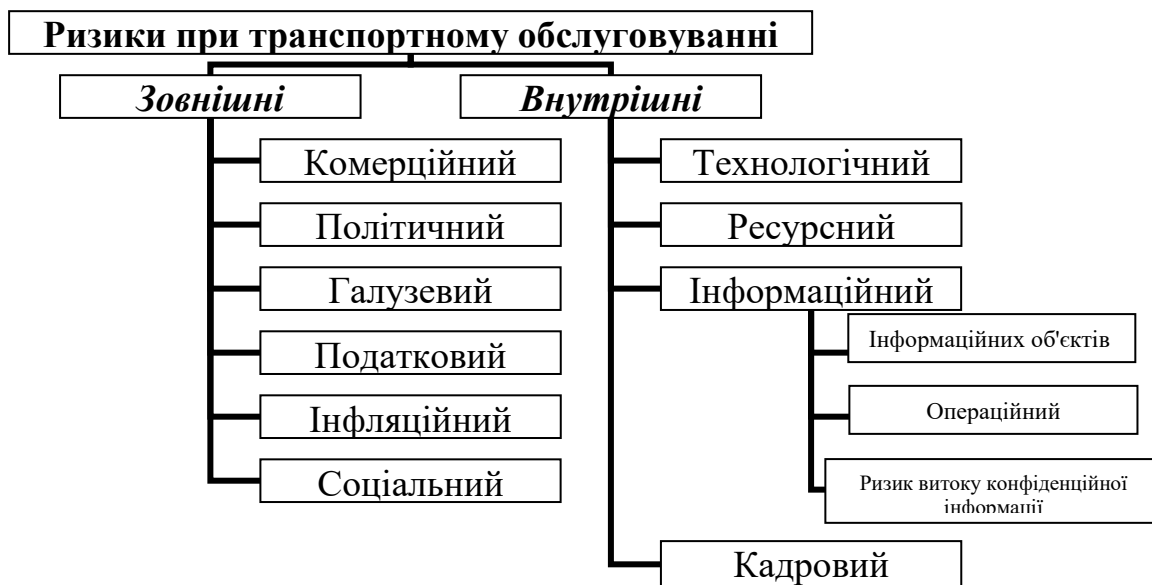 Ризики при транспортному обслуговуванні
Зовнішні
Внутрішні
Комерційний
Політичний
Галузевий
Податковий
Інфляційний
Соціальний
Технологічний
Ресурсний
Інформаційний
Інформаційних об'єктів
Операційний
Ризик витоку конфіденційної
інформації
Кадровий